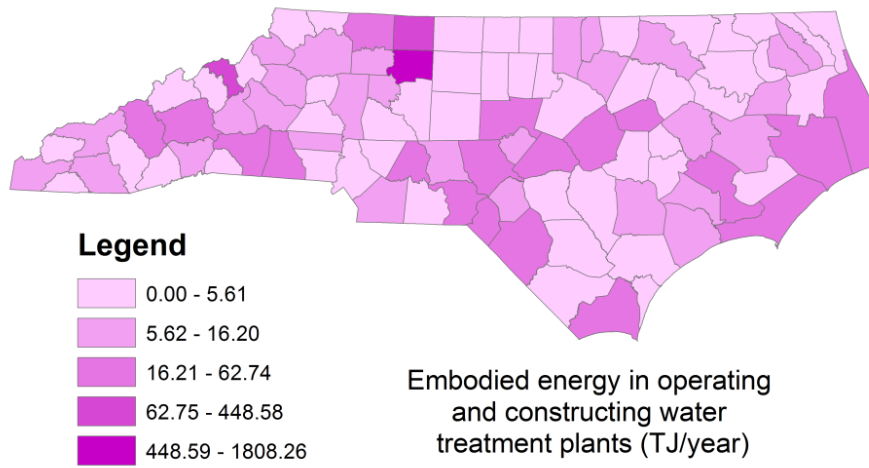 Legend
0.00 - 5.61
5.62 - 16.20
16.21 - 62.74
62.75 - 448.58
448.59 - 1808.26
Embodied energy in operating
and constructing water
treatment plants (TJ/year)